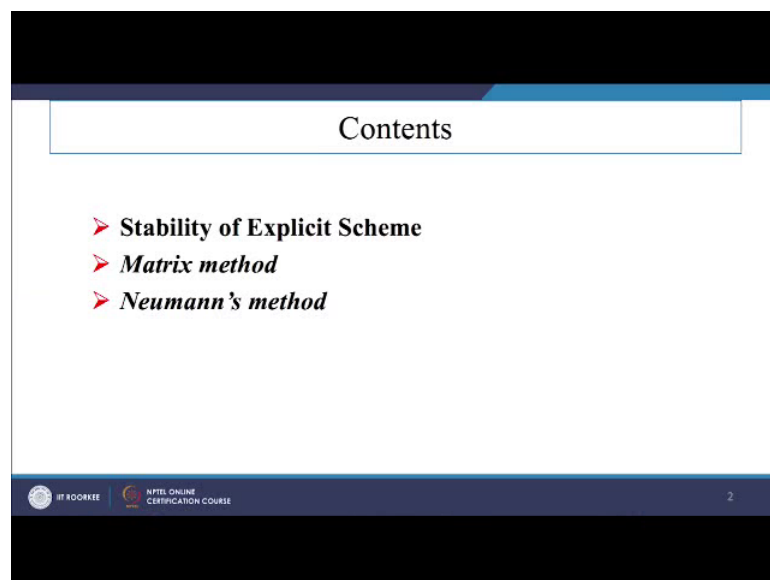 Contents
Stability of Explicit Scheme
Matrix method
Neumann’s method
IIT ROORKEE
NPTEL ONLINE
CERTIFICATION COURSE
2